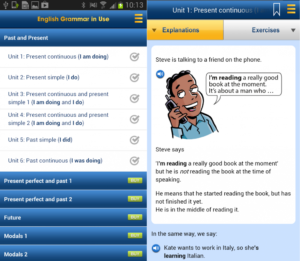 10:13
English Grammar in Use
Past and Present
Unit 1: Present continuous (I am doing)
Unit 2: Present simple (I do)
Unit 3: Present continuous and present
simple 1 (I am doing and I do)
Unit 4: Present continuous and present
simple 2 (I am doing and I do)
Unit 5: Past simple (I did)
Unit 6: Past continuous (I was doing)
Present perfect and past 1
Present perfect and past 2
Future
Modals 1
Modals 2
Unit 1: Present continuous
Explanations
Exercises
Steve is talking to a friend on the phone.
I'm reading a really good
book at the moment.
It's about a man who ...
Steve says
'I'm reading a really good book at the moment'
but he is not reading the book at the time of
speaking.
He means that he started reading the book, but has
not finished it yet.
He is in the middle of reading it.
In the same way, we say:
Kate wants to work in Italy, so she's
learning Italian.